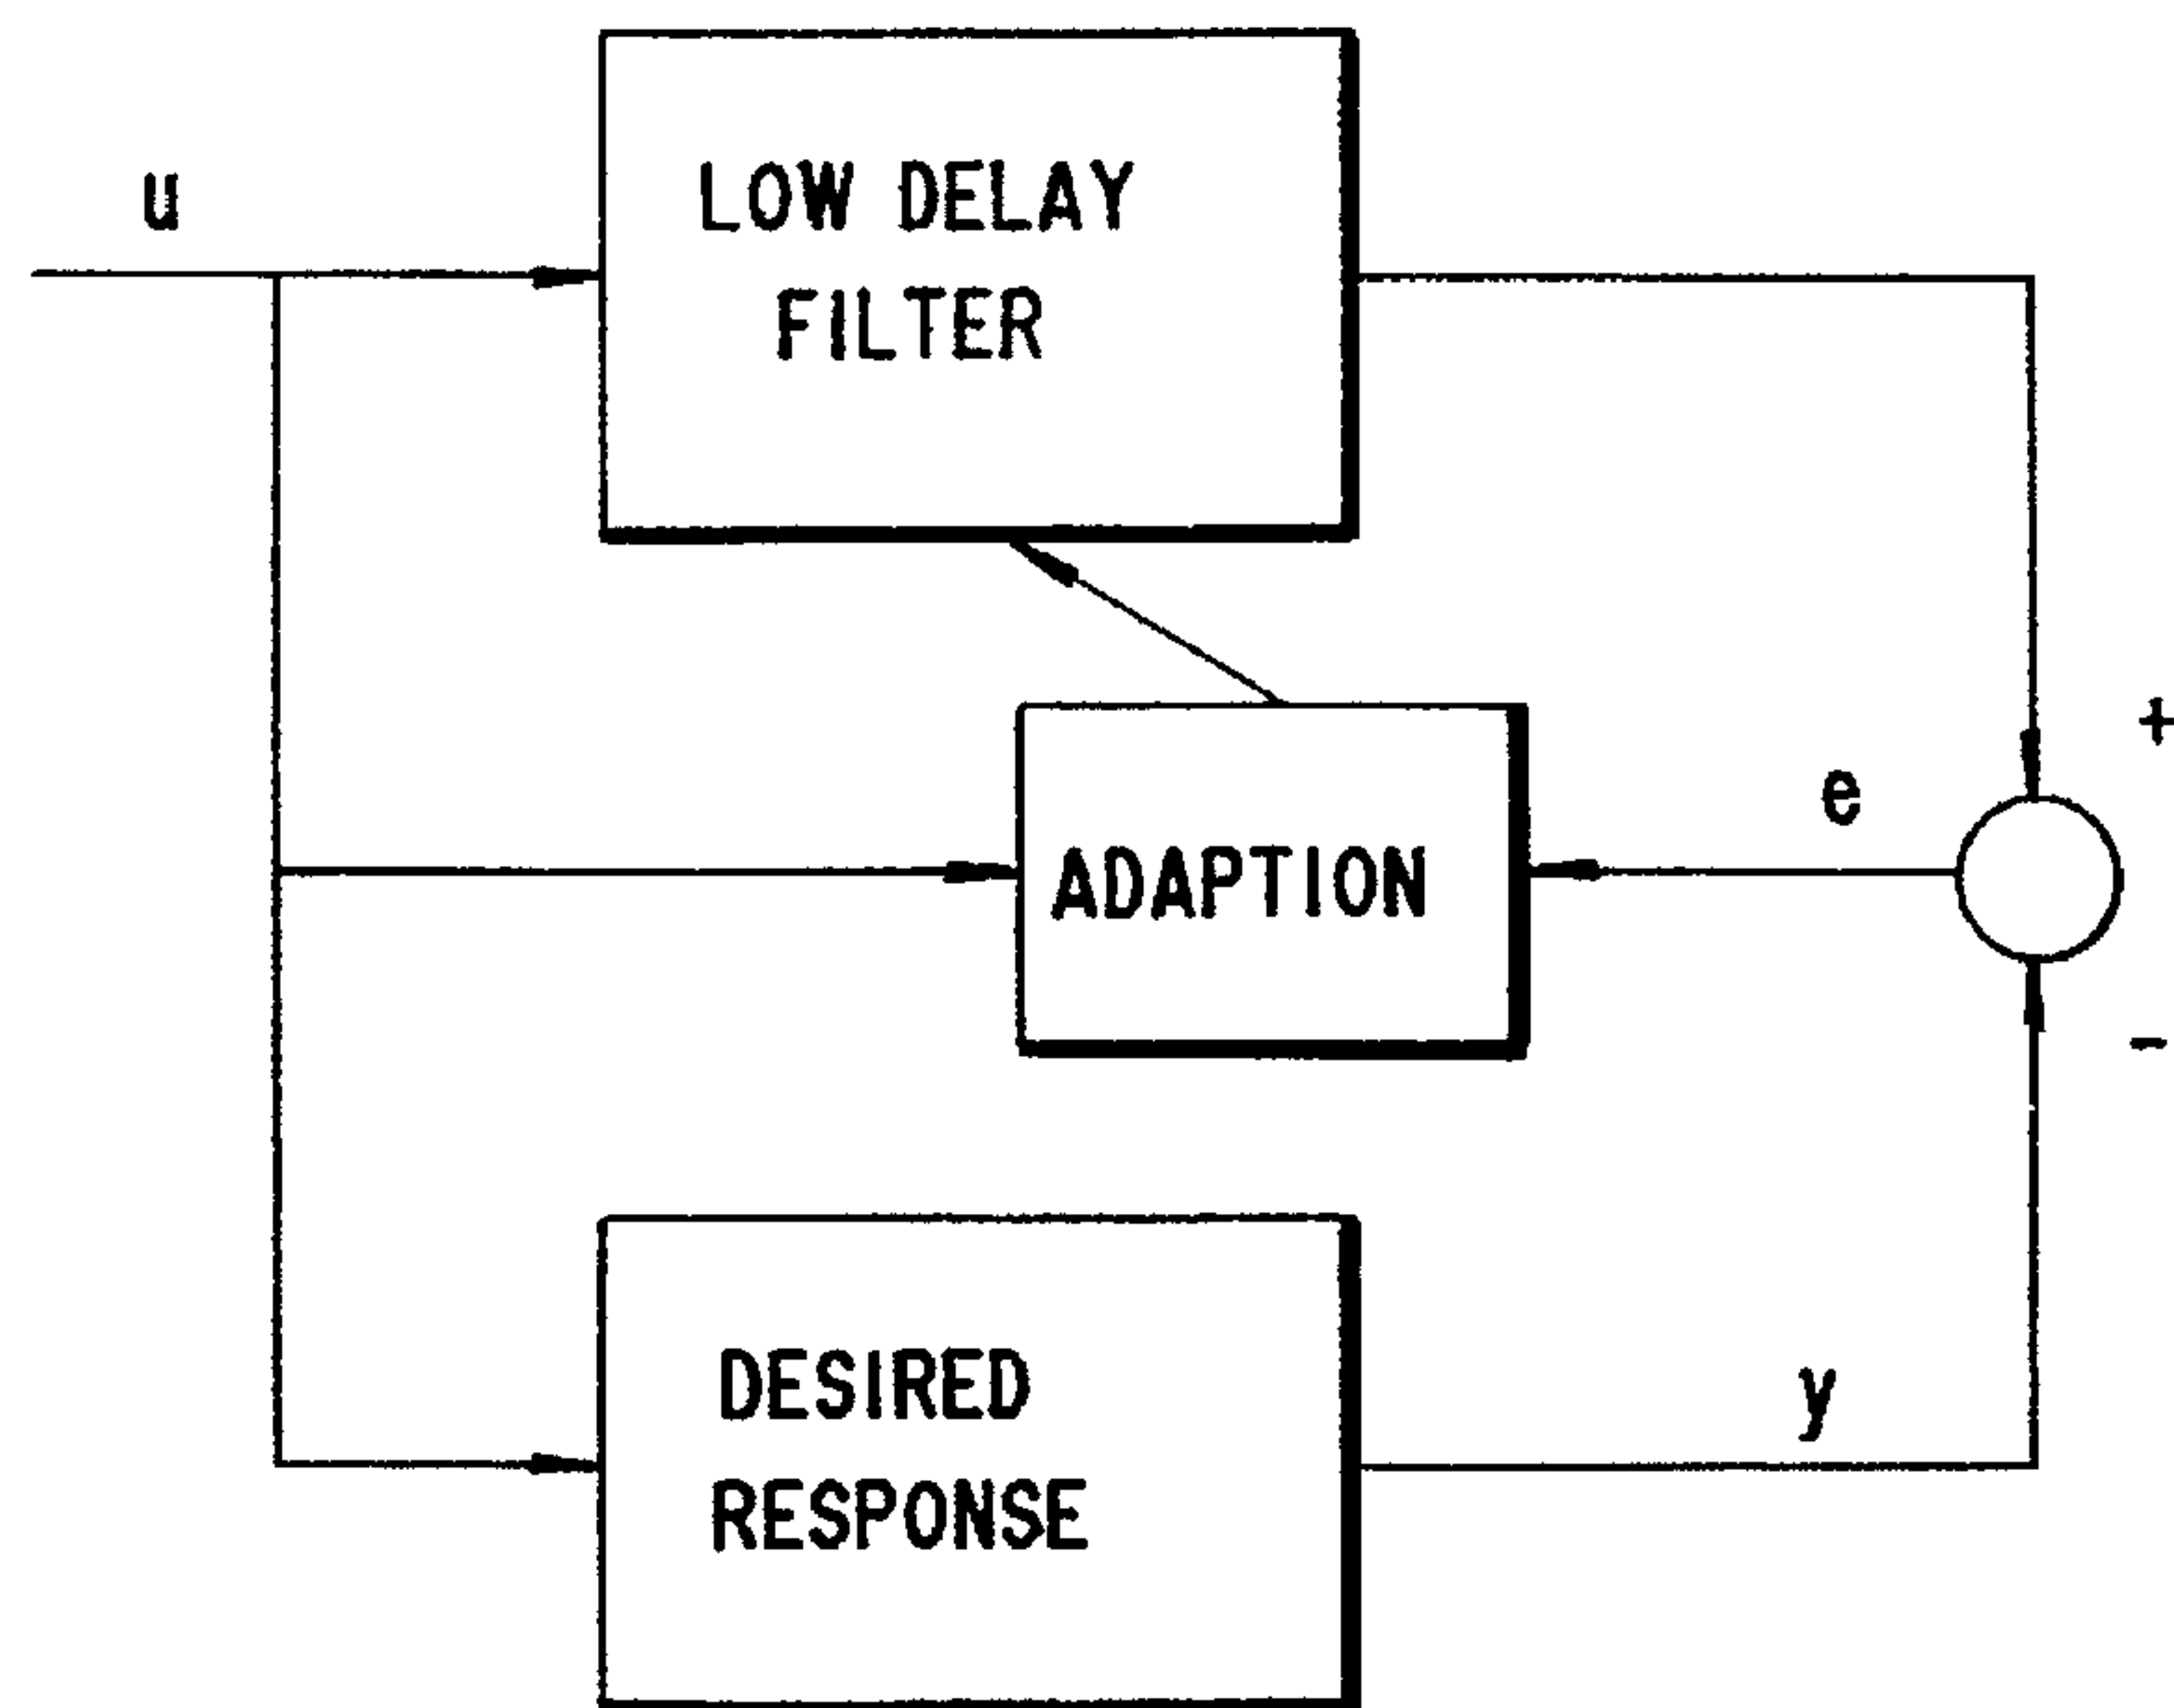 u
LOW DELAY
FILTER
+
e
ADAPTION
-
DESIRED
RESPONSE
y